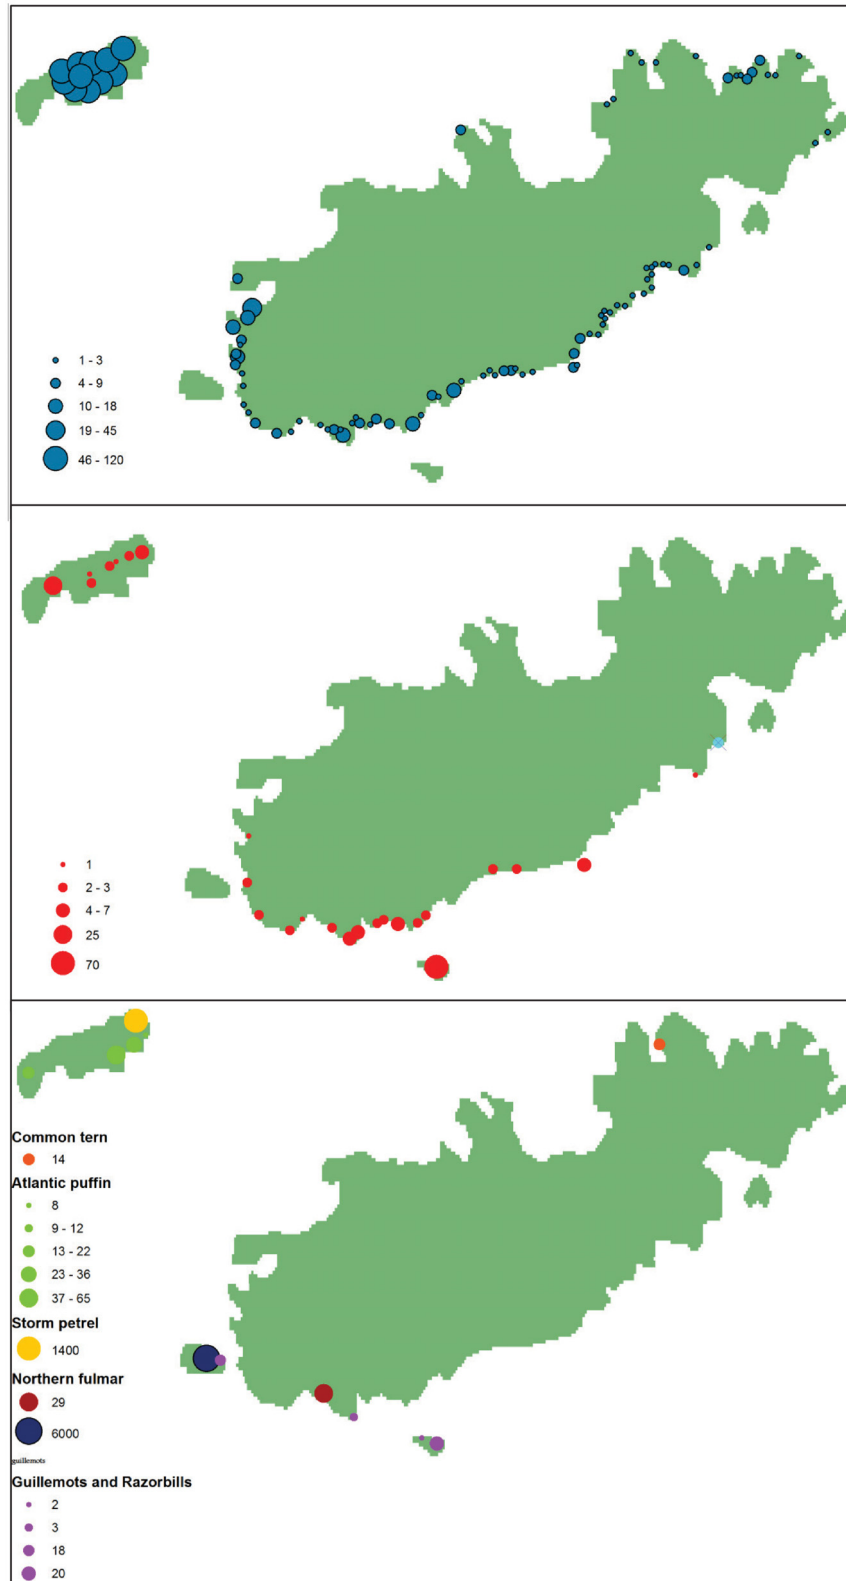 1 - 3
4 - 9
10 - 18
19 - 45
46 - 120
1
2 - 3
4 - 7
25
70
Common tern
14
Atlantic puffin
8
9 - 12
13 - 22
23 - 36
37 - 65
Storm petrel
1400
Northern fulmar
29
6000
guillemots
Guillemots and Razorbills
2
3
18
20